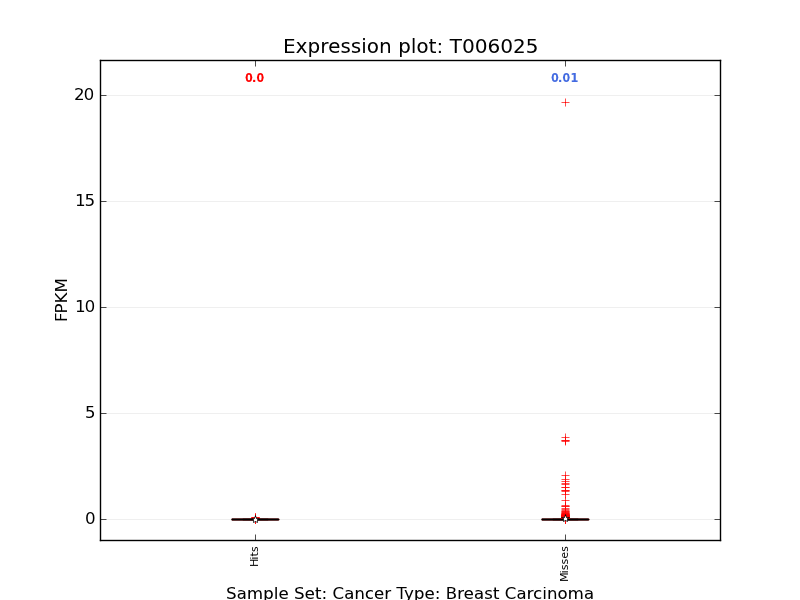 Expression plot: T006025
0.0
0.01
20
15
10
5
0
FPKM
Hits
Misses
Sample Set: Cancer Type: Breast Carcinoma